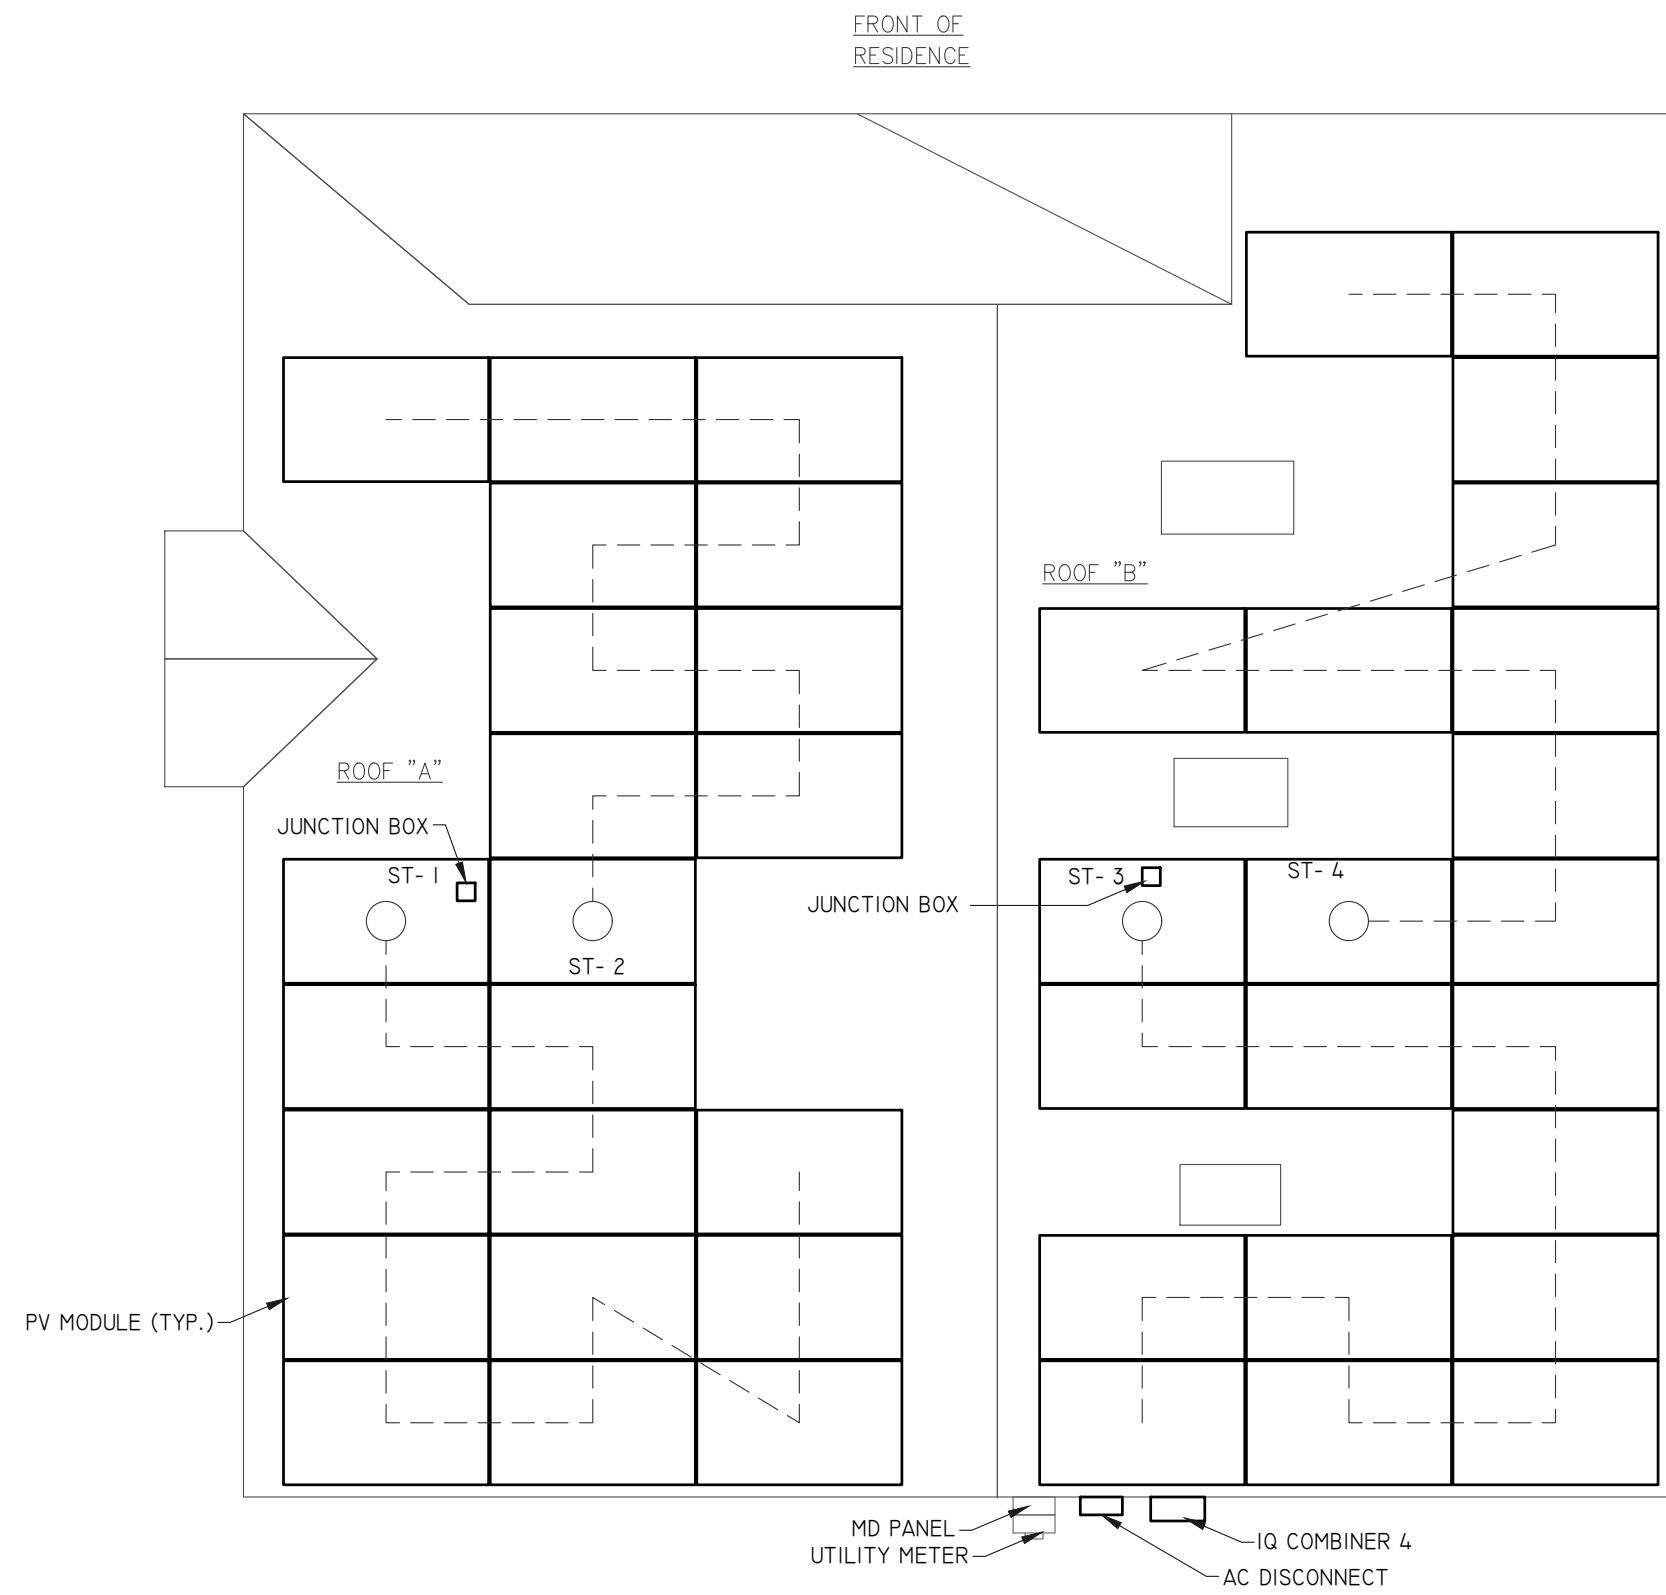 FRONT OF
RESIDENCE
ROOF "B"
ROOF "A"
JUNCTION BOX
ST-1
ST-3
ST-4
JUNCTION BOX
ST-2
PV MODULE (TYP.)
MD PANEL
UTILITY METER
IQ COMBINER 4
AC DISCONNECT